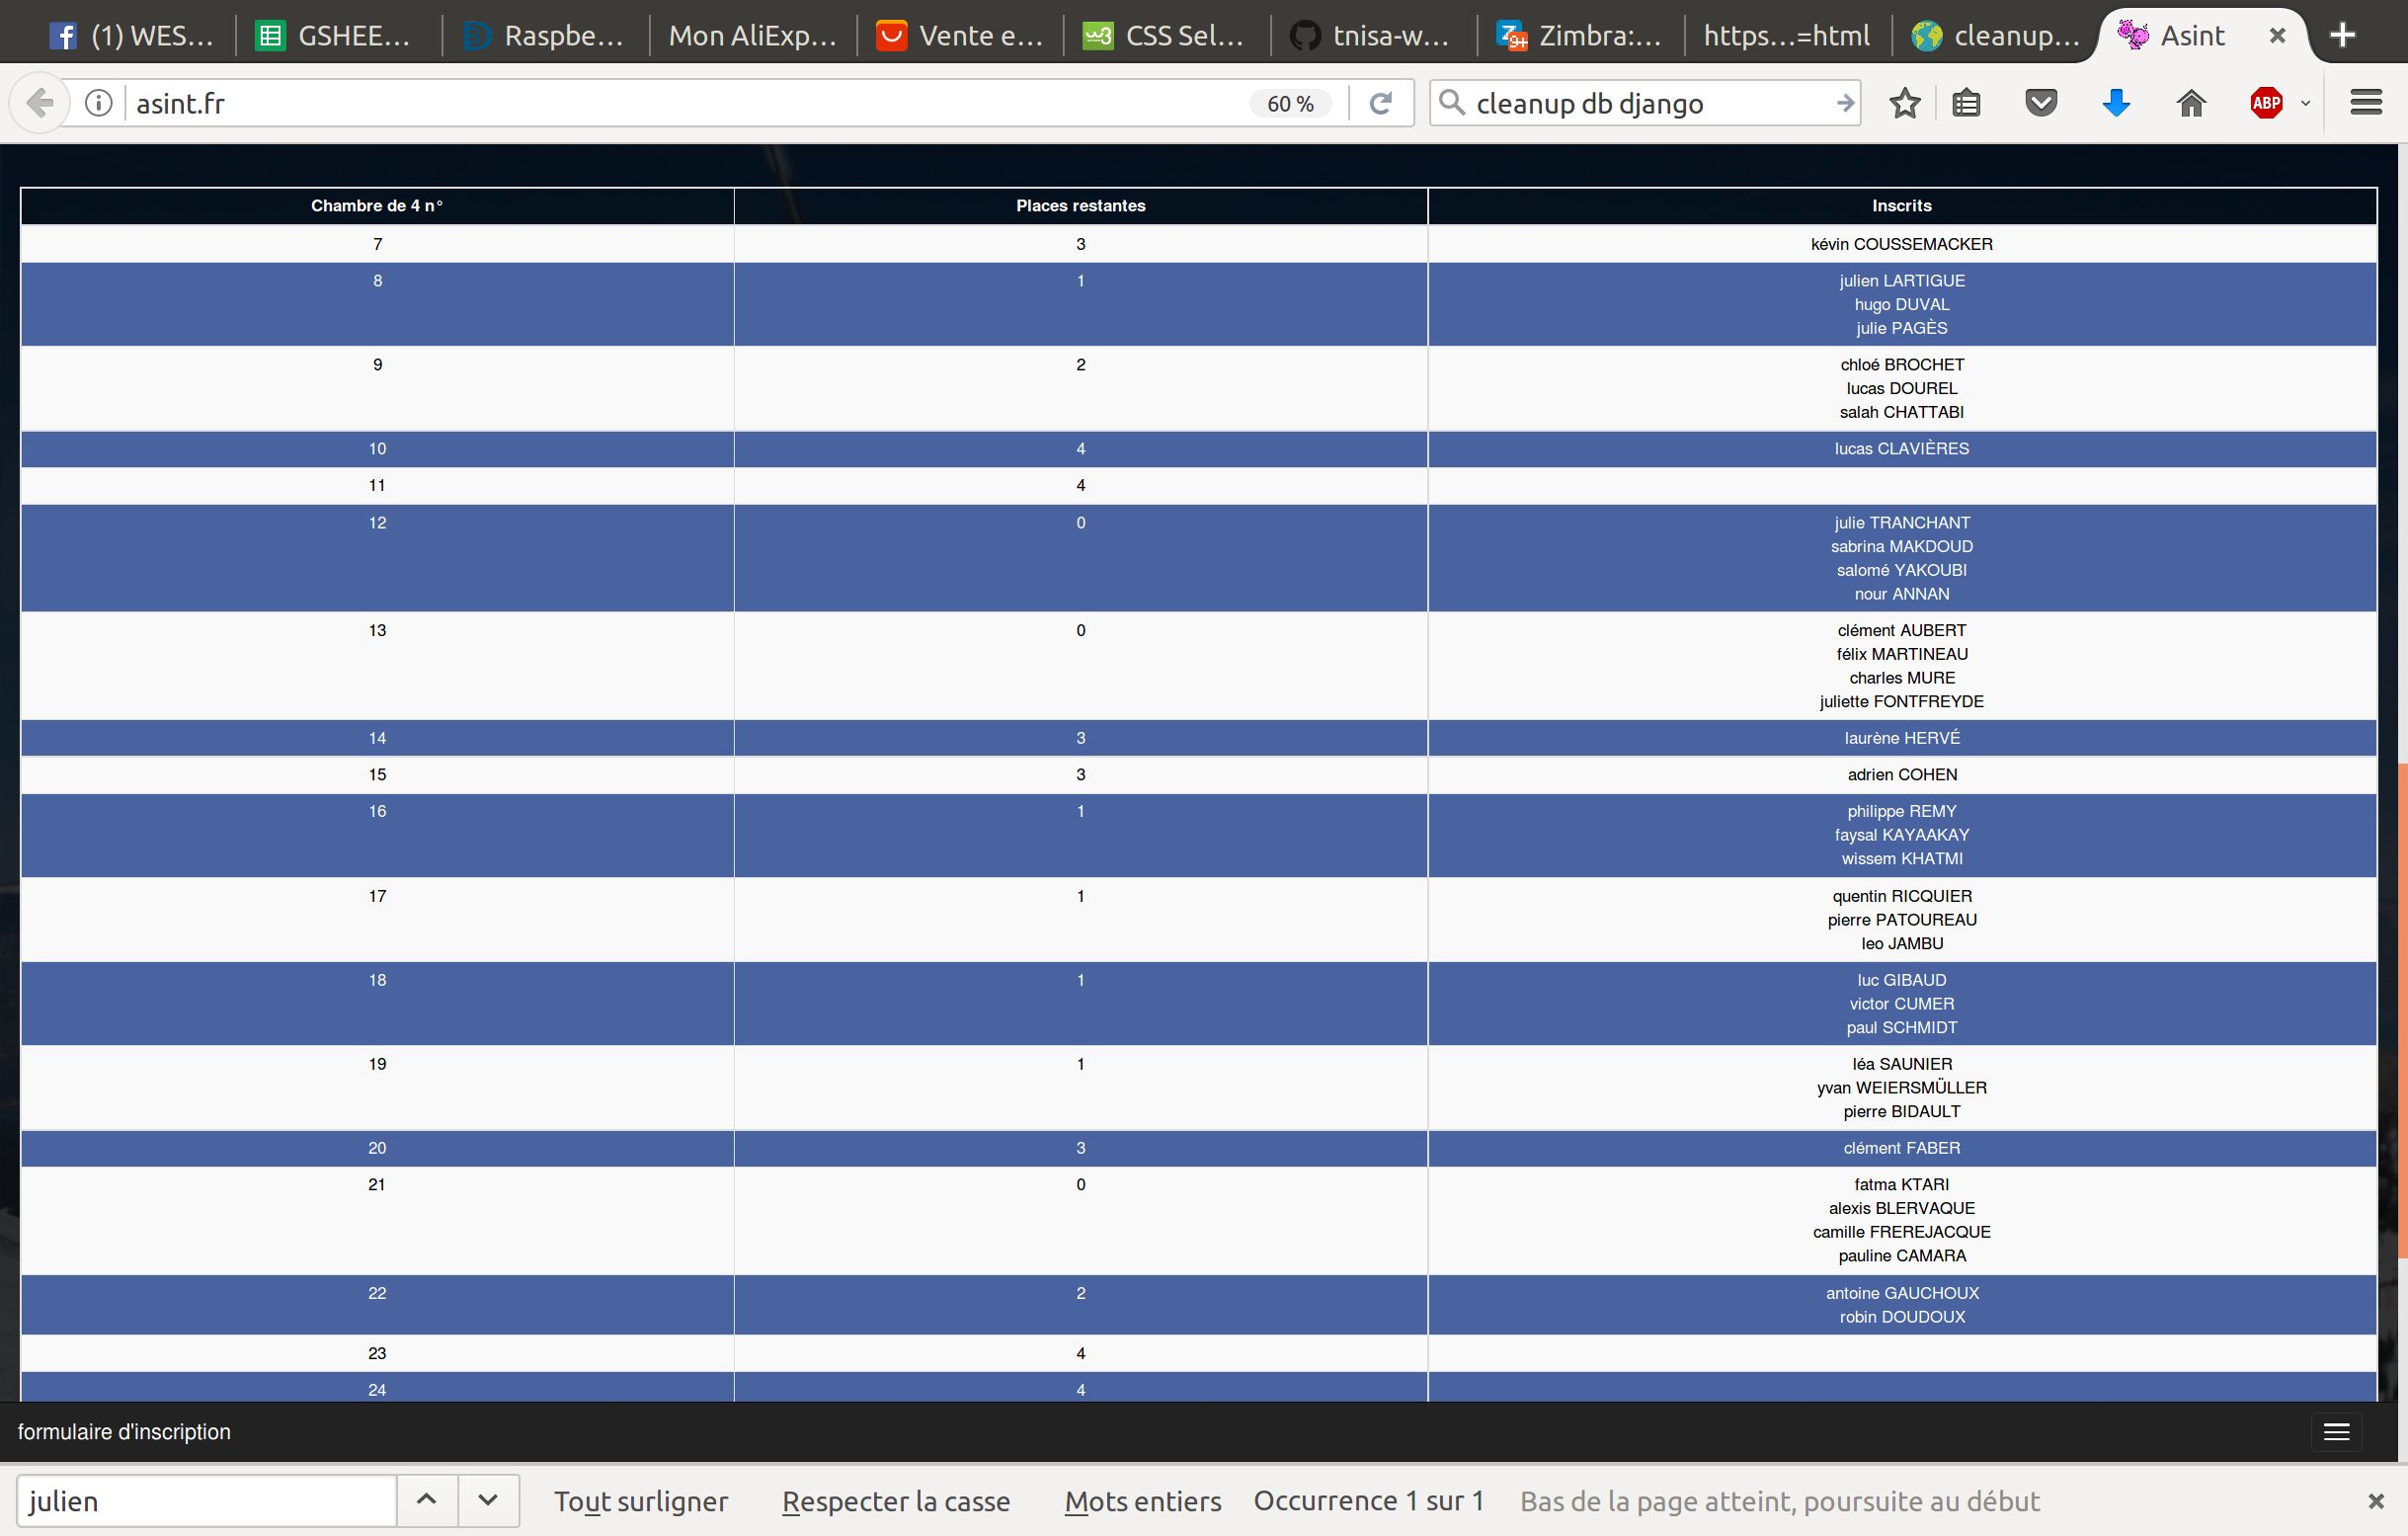 (1) WES… GSHEE… Raspbe… Mon AliExp… Vente e… CSS Sel… tnisa-w… Zimbra:… https…=html cleanup… Asint
asint.fr 60 % cleanup db django ABP
Chambre de 4 n° Places restantes Inscrits
7 3 kévin COUSSEMACKER
8 1 julien LARTIGUE
hugo DUVAL
julie PAGÈS
9 2 chloé BROCHET
lucas DOUREL
salah CHATTABI
10 4 lucas CLAVIÈRES
11 4
12 0 julie TRANCHANT
sabrina MAKDOUD
salomé YAKOUBI
nour ANNAN
13 0 clément AUBERT
félix MARTINEAU
charles MURE
juliette FONTFREYDE
14 3 laurène HERVÉ
15 3 adrien COHEN
16 1 philippe REMY
faysal KAYAAKAY
wissem KHATMI
17 1 quentin RICQUIER
pierre PATOUREAU
leo JAMBU
18 1 luc GIBAUD
victor CUMER
paul SCHMIDT
19 1 léa SAUNIER
yvan WEIERSMÜLLER
pierre BIDAULT
20 3 clément FABER
21 0 fatma KTARI
alexis BLERVAQUE
camille FREREJACQUE
pauline CAMARA
22 2 antoine GAUCHOUX
robin DOUDOUX
23 4
24 4
formulaire d'inscription
julien Tout surligner Respecter la casse Mots entiers Occurrence 1 sur 1 Bas de la page atteint, poursuite au début